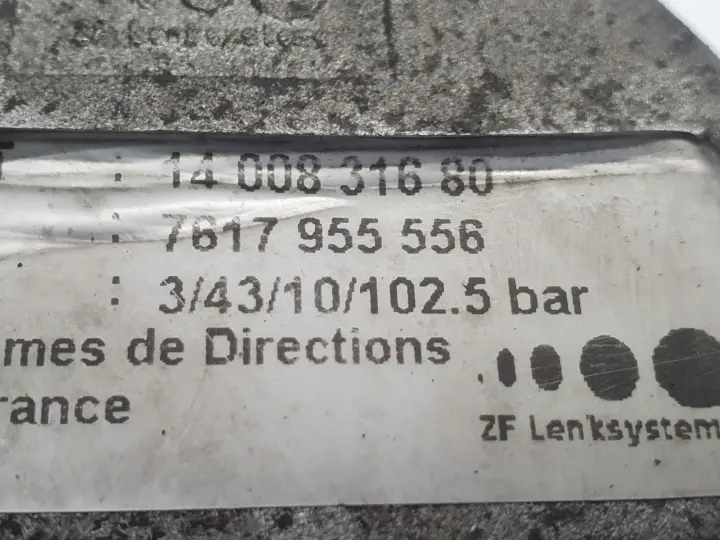 : 14 008 316 80
: 7617 955 556
: 3/43/10/102.5 bar
mes de Directions
rance
ZF Lenksystem